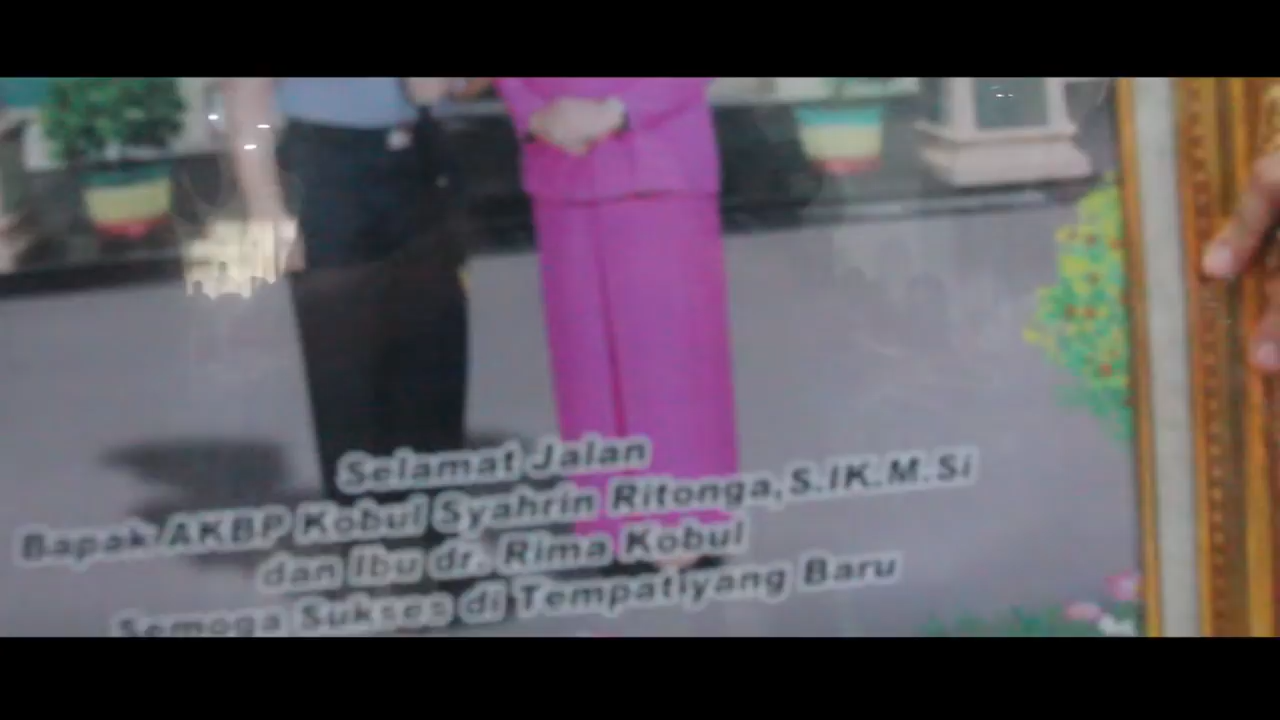 Selamat Jalan
Bapak AKBP Kobul Syahrin Ritonga,S.IK.M.Si
dan Ibu dr. Rima Kobul
Semoga Sukses di Tempat yang Baru